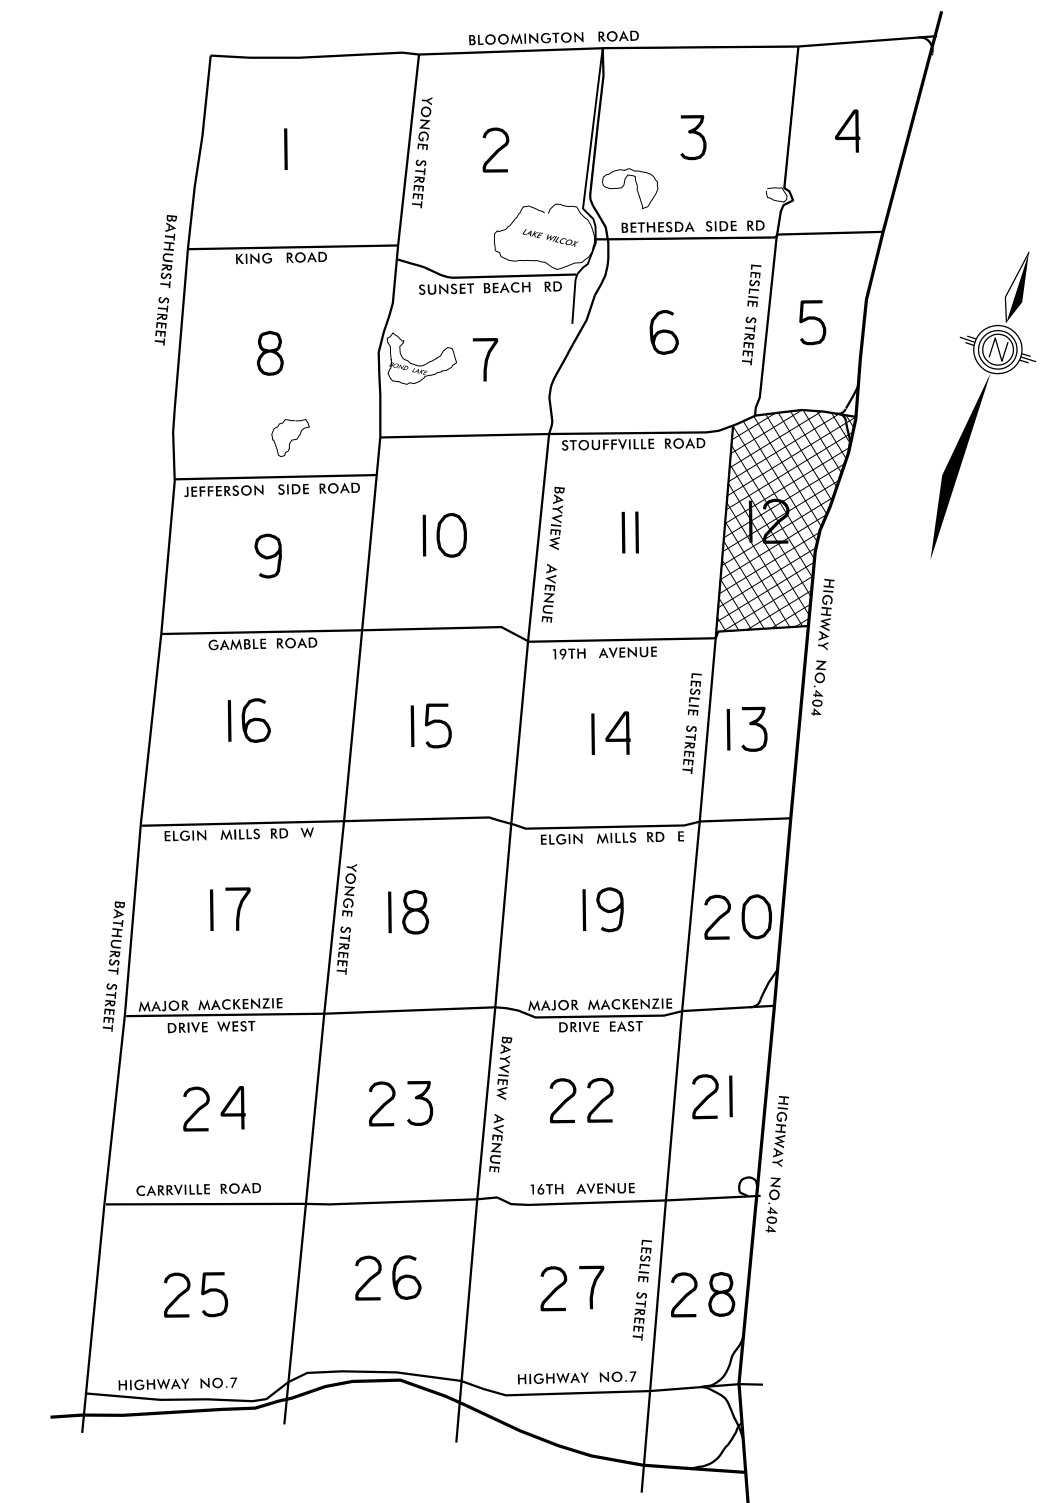 BLOOMINGTON ROAD
1
YONGE STREET
2
3
4
BATHURST STREET
LAKE WILCOX
BETHESDA SIDE RD
KING ROAD
SUNSET BEACH RD
LESLIE STREET
8
BOND LAKE
7
6
5
N
STOUFFVILLE ROAD
JEFFERSON SIDE ROAD
9
10
BAYVIEW AVENUE
11
12
HIGHWAY NO.404
GAMBLE ROAD
19TH AVENUE
16
15
14
LESLIE STREET
13
ELGIN MILLS RD W
ELGIN MILLS RD E
BATHURST STREET
17
YONGE STREET
18
19
20
MAJOR MACKENZIE
DRIVE WEST
MAJOR MACKENZIE
DRIVE EAST
24
23
BAYVIEW AVENUE
22
21
HIGHWAY NO.404
CARRVILLE ROAD
16TH AVENUE
25
26
27
LESLIE STREET
28
HIGHWAY NO.7
HIGHWAY NO.7